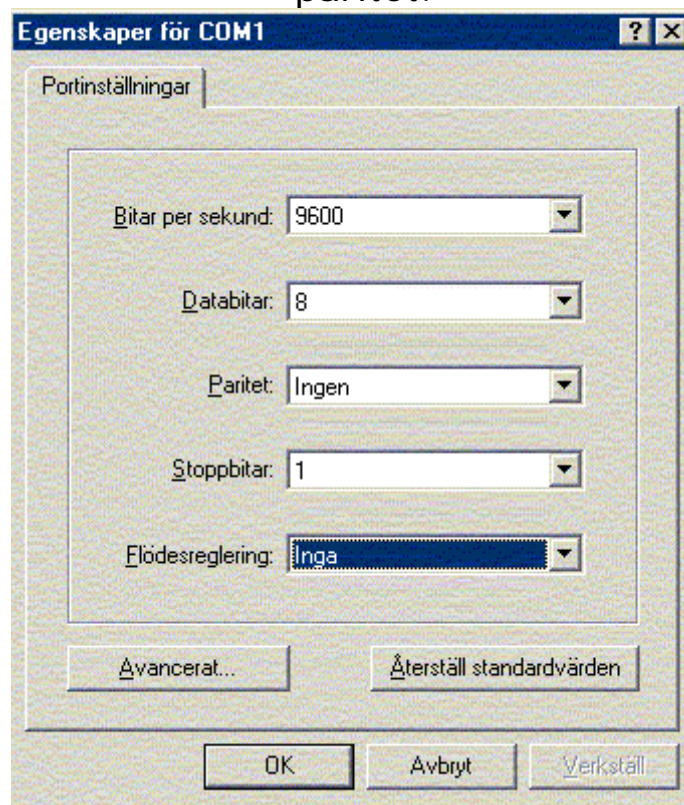 paritet.
Egenskaper för COM1
Portinställningar
Bitar per sekund: 9600
Databitar: 8
Paritet: Ingen
Stoppbitar: 1
Flödesreglering: Inga
Avancerat... Återställ standardvärden
OK Avbryt Verkställ